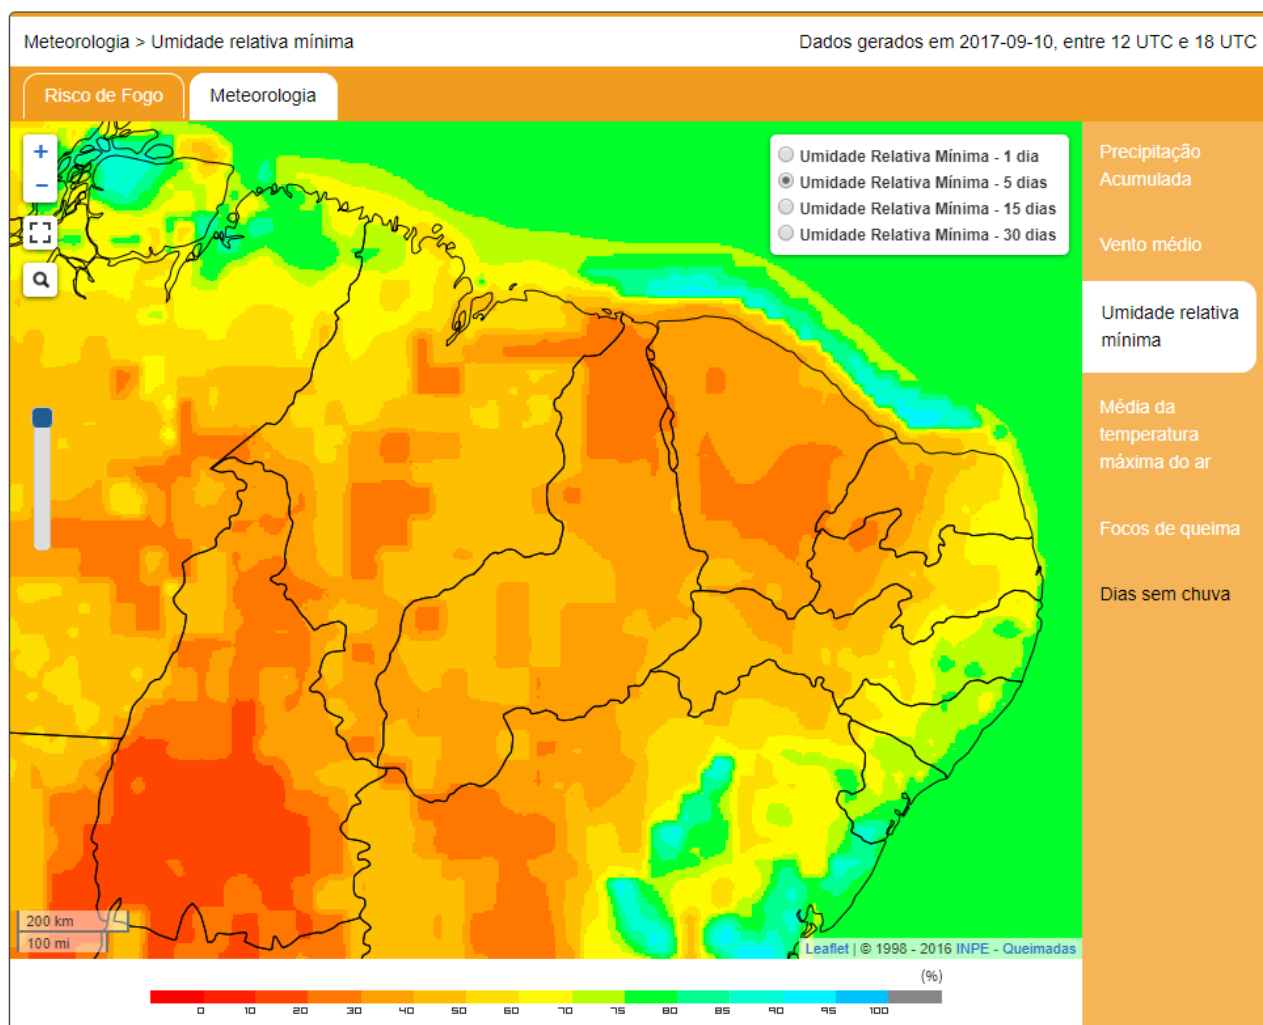 Meteorologia > Umidade relativa mínima
Dados gerados em 2017-09-10, entre 12 UTC e 18 UTC
Risco de Fogo
Meteorologia
+
−
Umidade Relativa Mínima - 1 dia
Umidade Relativa Mínima - 5 dias
Umidade Relativa Mínima - 15 dias
Umidade Relativa Mínima - 30 dias
Precipitação
Acumulada
Vento médio
Umidade relativa
mínima
Média da
temperatura
máxima do ar
Focos de queima
Dias sem chuva
200 km
100 mi
Leaflet | © 1998 - 2016 INPE - Queimadas
(%)
0 10 20 30 40 50 60 70 75 80 85 90 95 100